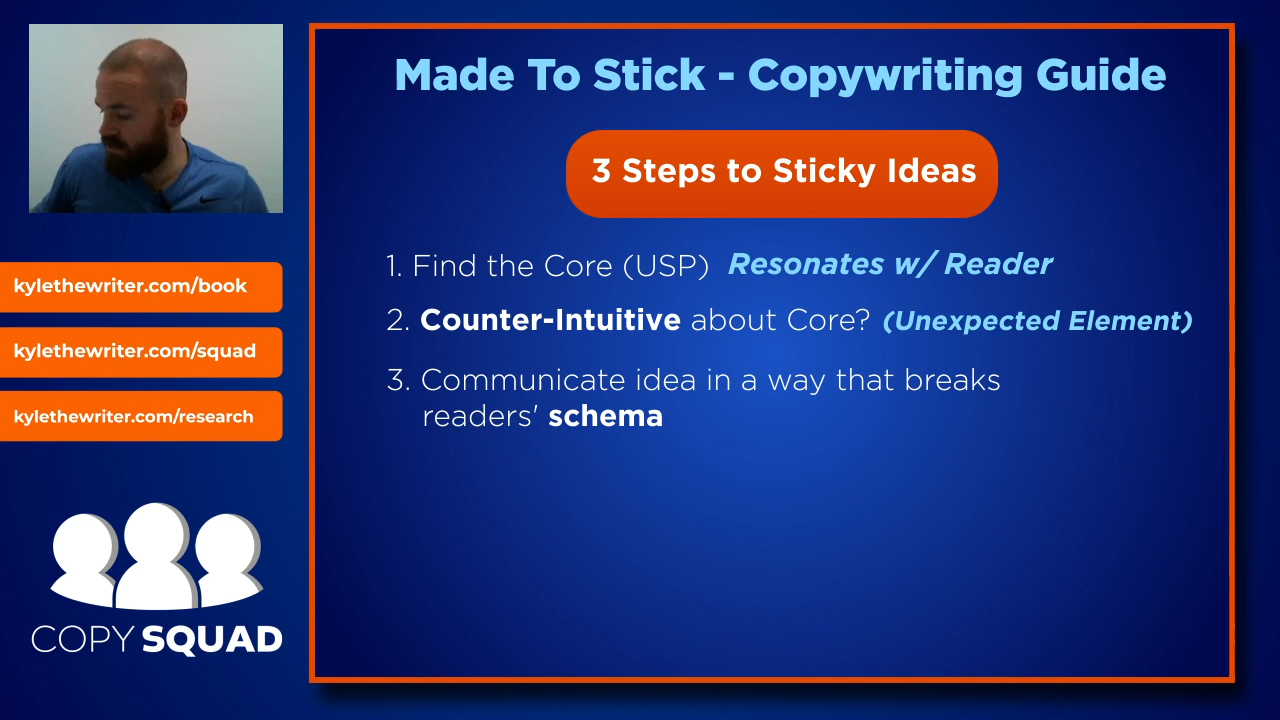 Made To Stick - Copywriting Guide
3 Steps to Sticky Ideas
1. Find the Core (USP) Resonates w/ Reader
2. Counter-Intuitive about Core? (Unexpected Element)
3. Communicate idea in a way that breaks
readers' schema
kylethewriter.com/book
kylethewriter.com/squad
kylethewriter.com/research
COPY SQUAD